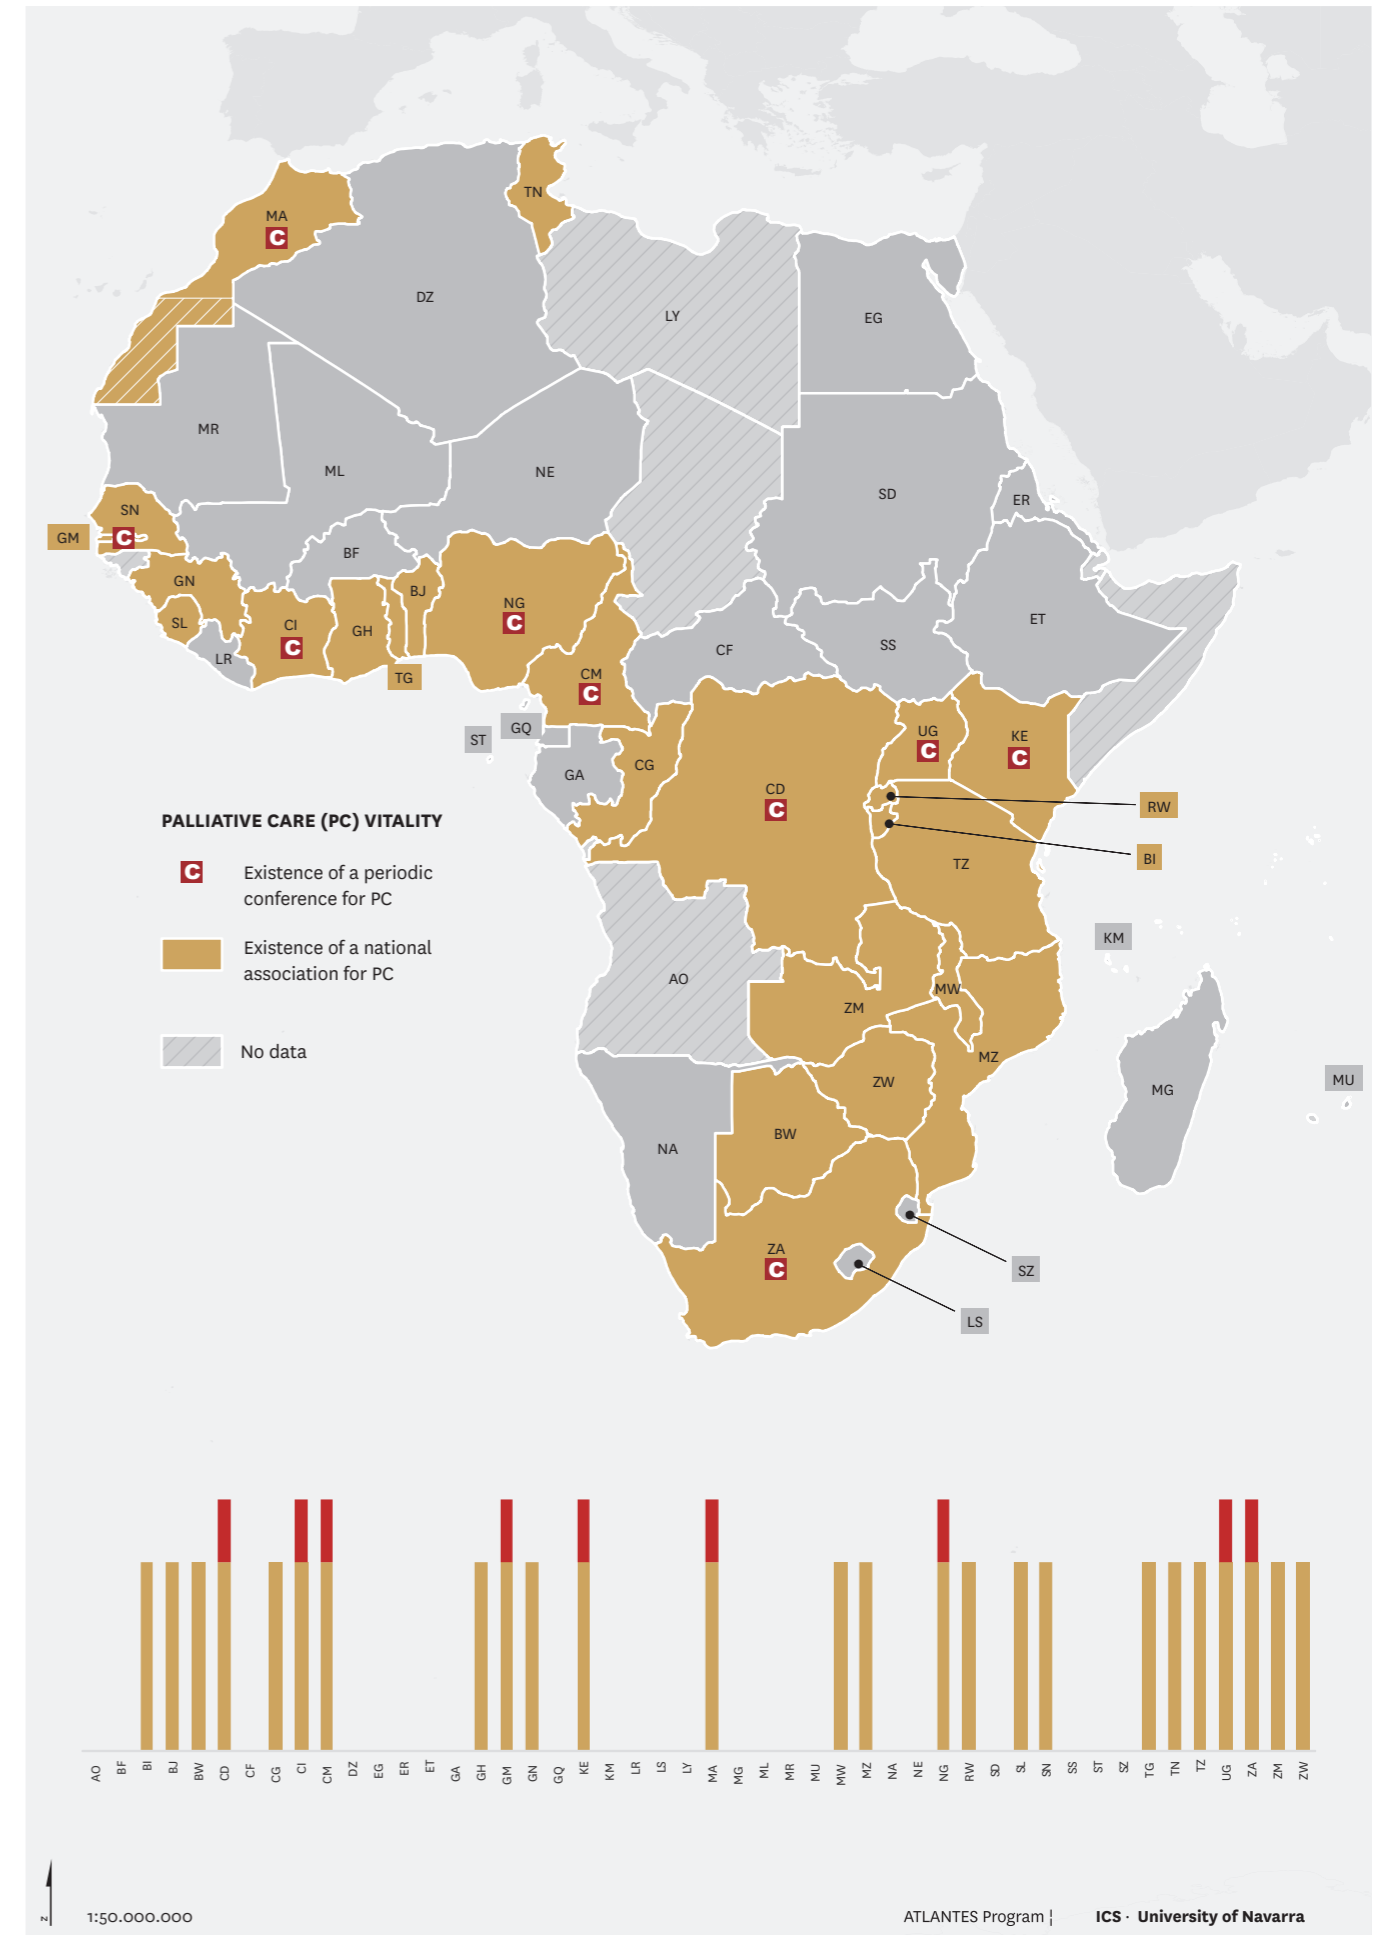 TN
MA
C
DZ
LY
EG
MR
ML
NE
SD
ER
SN
GM
C
BF
GN
BJ
NG
C
SL
CI
C
GH
ET
LR
CF
SS
TG
CM
C
GQ
ST
UG
C
KE
C
CG
GA
CD
C
RW
PALLIATIVE CARE (PC) VITALITY
C
Existence of a periodic
conference for PC
BI
TZ
Existence of a national
association for PC
KM
AO
MW
ZM
No data
MZ
ZW
MU
MG
BW
NA
ZA
C
SZ
LS
AO BF BI BJ BW CD CF CG CI CM DZ EG ER ET GA GH GM GN GQ KE KM LR LS LY MA MG ML MR MU MW MZ NA NE NG RW SD SL SN SS ST SZ TG TN TZ UG ZA ZM ZW
N
1:50.000.000
ATLANTES Program ¦ ICS · University of Navarra